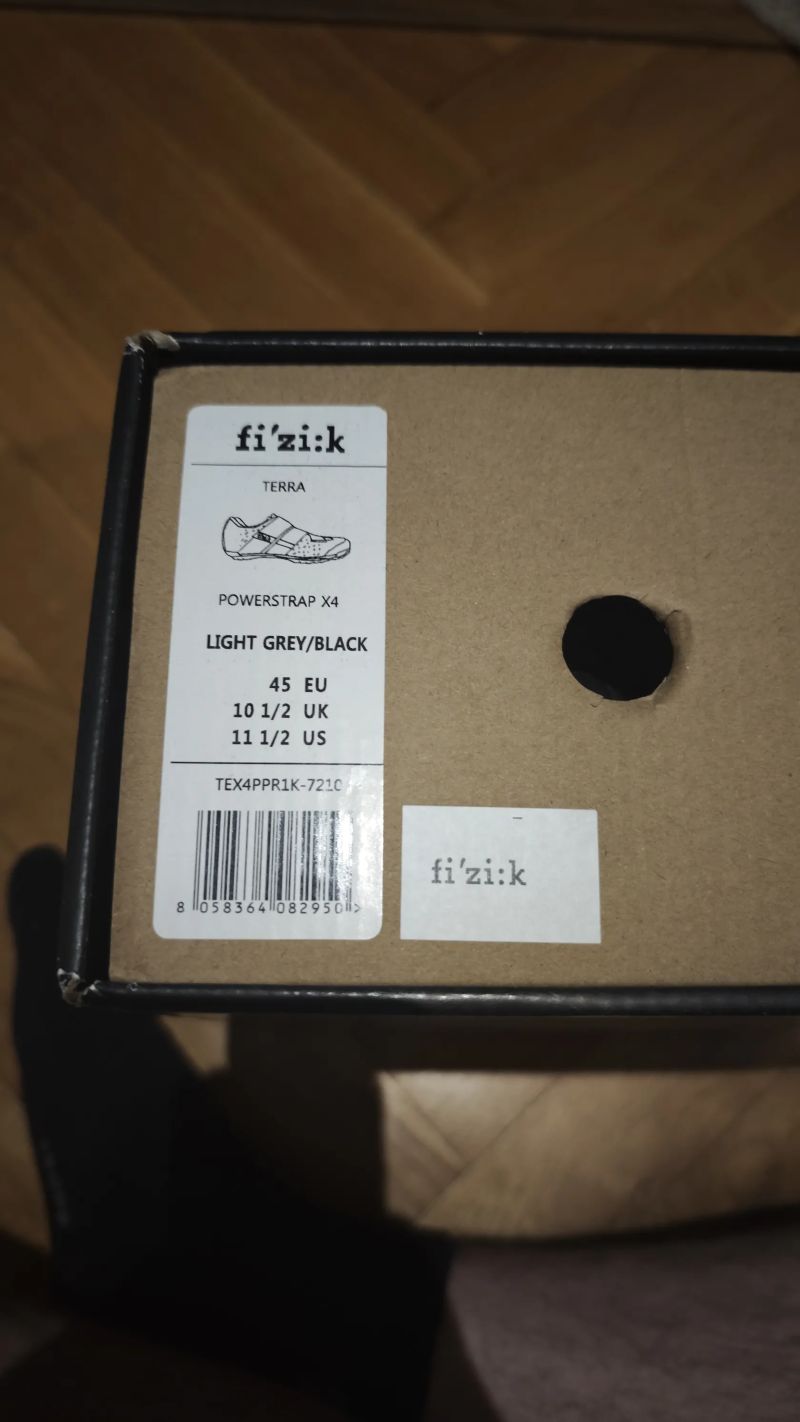 fi'zi:k
TERRA
POWERSTRAP X4
LIGHT GREY/BLACK
45 EU
10 1/2 UK
11 1/2 US
TEX4PPR1K-7210
8 058364 082950 >
fi'zi:k